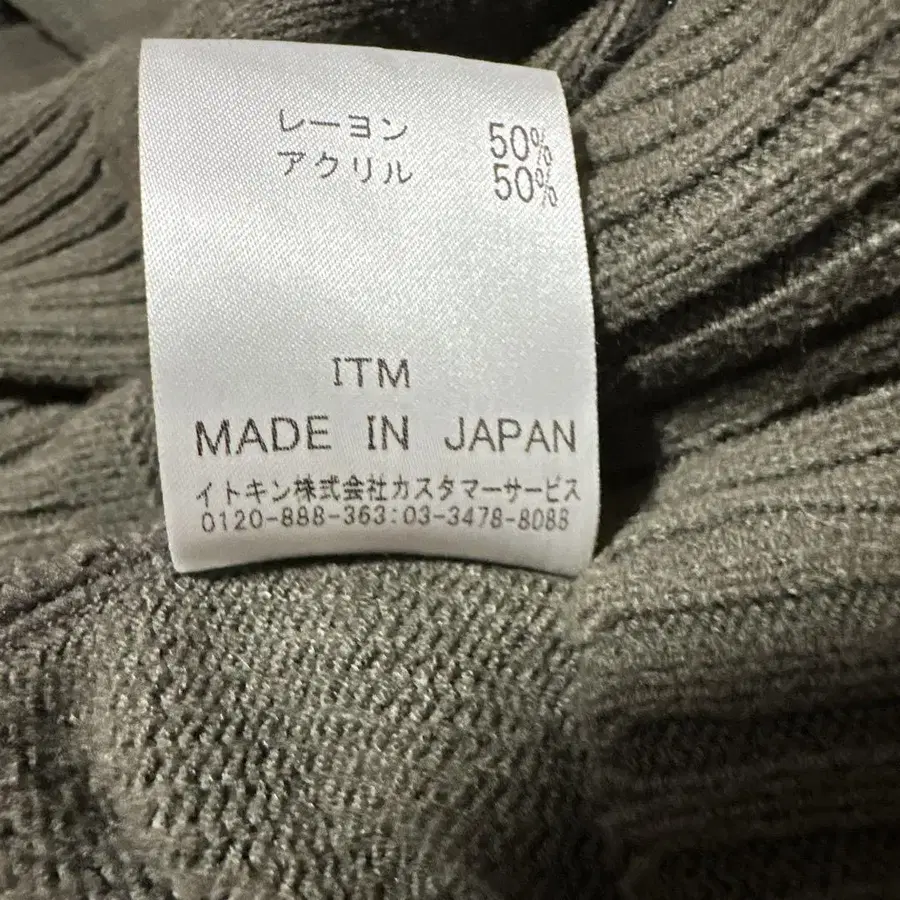 レーヨン 50%
アクリル 50%
ITM
MADE IN JAPAN
イトキン株式会社カスタマーサービス
0120-888-363:03-3478-8088